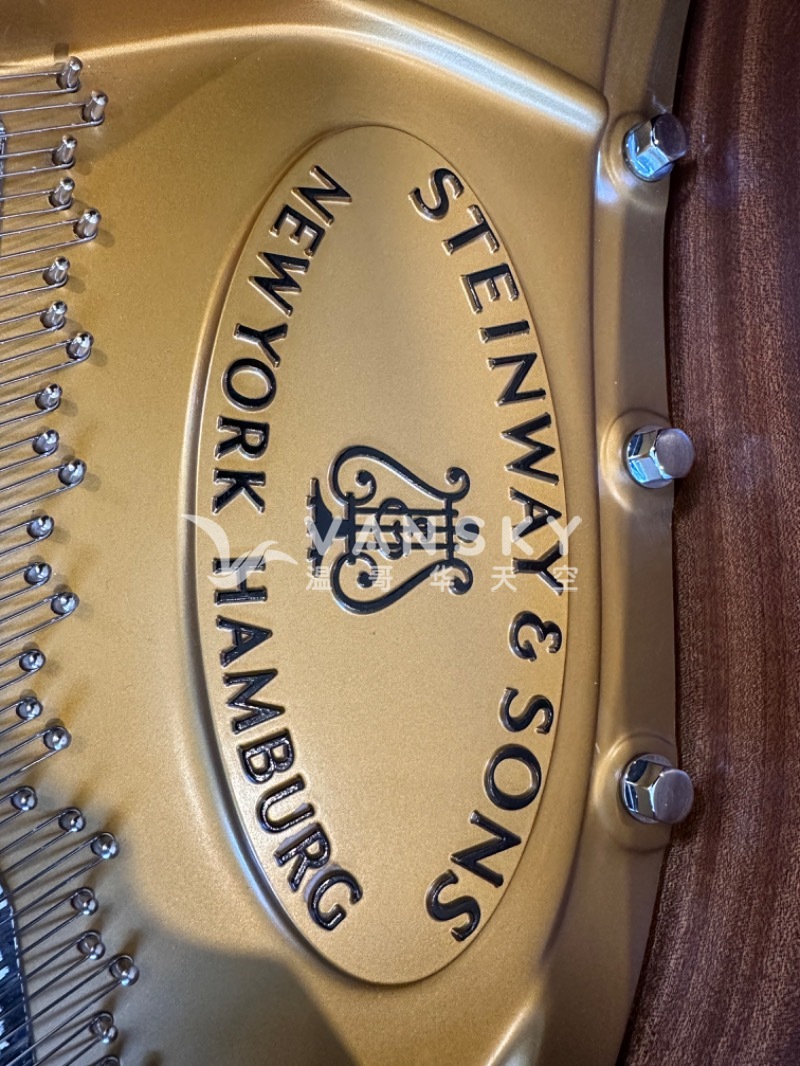 STEINWAY & SONS
NEW YORK HAMBURG
VANSKY
温哥华天空